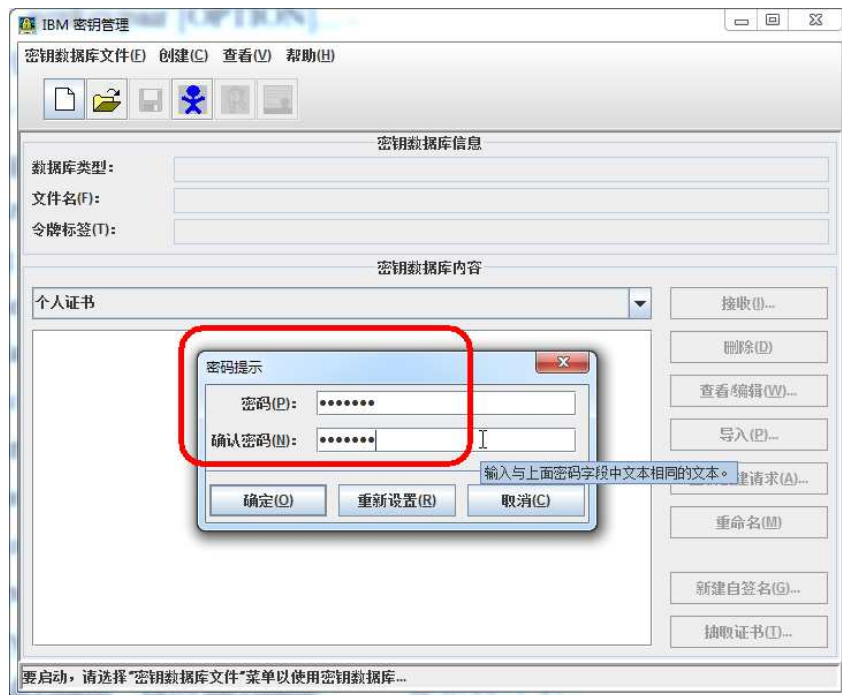 [OPTION]
IBM 密钥管理
密钥数据库文件(F) 创建(C) 查看(V) 帮助(H)
密钥数据库信息
数据库类型:
文件名(F):
令牌标签(T):
密钥数据库内容
个人证书
接收(I)...
删除(D)
查看/编辑(W)...
导入(P)...
建请求(A)...
重命名(M)
新建自签名(G)...
抽取证书(T)...
密码提示
密码(P): •••••••
确认密码(N): •••••••
输入与上面密码字段中文本相同的文本。
确定(O) 重新设置(R) 取消(C)
要启动，请选择"密钥数据库文件"菜单以使用密钥数据库...